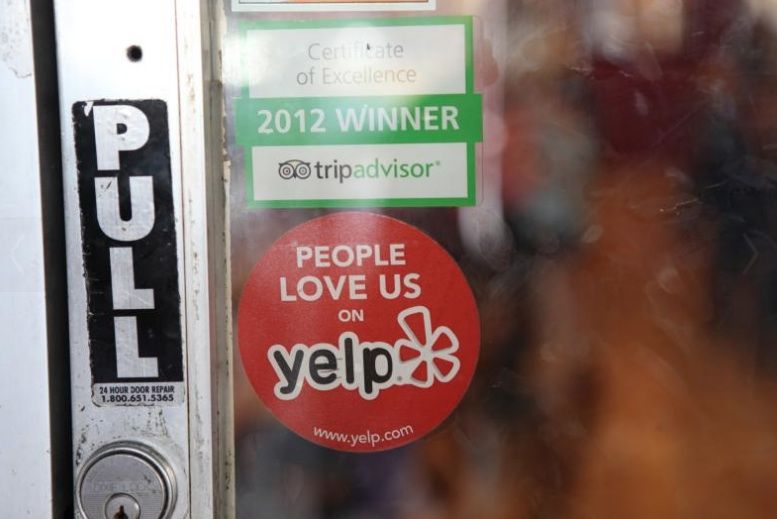 PULL
24 HOUR DOOR REPAIR
1.800.651.5365
Certificate
of Excellence
2012 WINNER
tripadvisor®
PEOPLE
LOVE US
ON
yelp
www.yelp.com